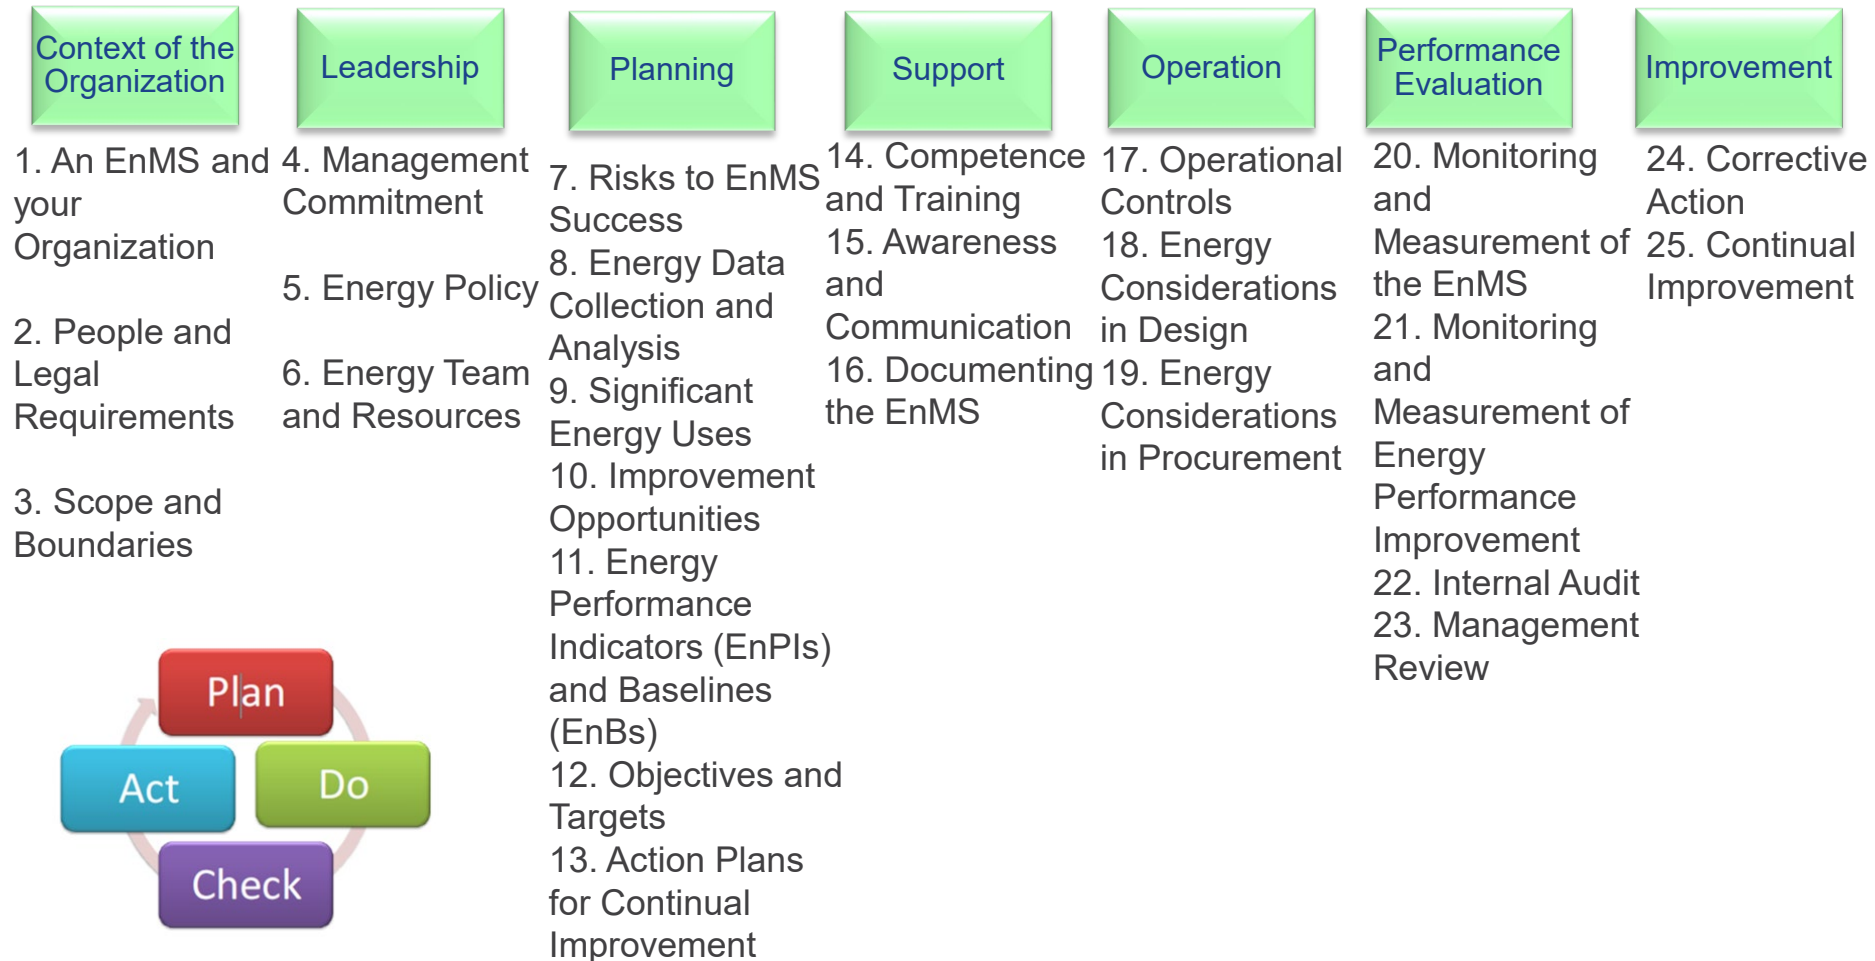 Context of the
Organization
Leadership
Planning
Support
Operation
Performance
Evaluation
Improvement
1. An EnMS and
your
Organization
2. People and
Legal
Requirements
3. Scope and
Boundaries
4. Management
Commitment
5. Energy Policy
6. Energy Team
and Resources
7. Risks to EnMS
Success
8. Energy Data
Collection and
Analysis
9. Significant
Energy Uses
10. Improvement
Opportunities
11. Energy
Performance
Indicators (EnPIs)
and Baselines
(EnBs)
12. Objectives and
Targets
13. Action Plans
for Continual
Improvement
14. Competence
and Training
15. Awareness
and
Communication
16. Documenting
the EnMS
17. Operational
Controls
18. Energy
Considerations
in Design
19. Energy
Considerations
in Procurement
20. Monitoring
and
Measurement of
the EnMS
21. Monitoring
and
Measurement of
Energy
Performance
Improvement
22. Internal Audit
23. Management
Review
24. Corrective
Action
25. Continual
Improvement
Plan
Act
Do
Check